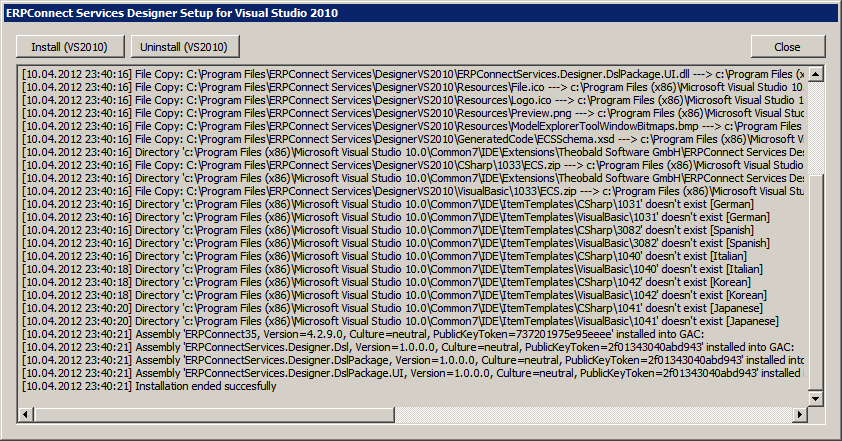 ERPConnect Services Designer Setup for Visual Studio 2010
Install (VS2010) Uninstall (VS2010) Close
[10.04.2012 23:40:16] File Copy: C:\Program Files\ERPConnect Services\DesignerVS2010\ERPConnectServices.Designer.DslPackage.UI.dll ---> c:\Program Files (x
[10.04.2012 23:40:16] File Copy: C:\Program Files\ERPConnect Services\DesignerVS2010\Resources\File.ico ---> c:\Program Files (x86)\Microsoft Visual Studio 10
[10.04.2012 23:40:16] File Copy: C:\Program Files\ERPConnect Services\DesignerVS2010\Resources\Logo.ico ---> c:\Program Files (x86)\Microsoft Visual Studio 1
[10.04.2012 23:40:16] File Copy: C:\Program Files\ERPConnect Services\DesignerVS2010\Resources\Preview.png ---> c:\Program Files (x86)\Microsoft Visual Stud
[10.04.2012 23:40:16] File Copy: C:\Program Files\ERPConnect Services\DesignerVS2010\Resources\ModelExplorerToolWindowBitmaps.bmp ---> c:\Program Files
[10.04.2012 23:40:16] File Copy: C:\Program Files\ERPConnect Services\DesignerVS2010\GeneratedCode\ECSSchema.xsd ---> c:\Program Files (x86)\Microsoft V
[10.04.2012 23:40:16] Directory 'c:\Program Files (x86)\Microsoft Visual Studio 10.0\Common7\IDE\Extensions\Theobald Software GmbH\ERPConnect Services Des
[10.04.2012 23:40:16] File Copy: C:\Program Files\ERPConnect Services\DesignerVS2010\CSharp\1033\ECS.zip ---> c:\Program Files (x86)\Microsoft Visual Studio
[10.04.2012 23:40:16] Directory 'c:\Program Files (x86)\Microsoft Visual Studio 10.0\Common7\IDE\Extensions\Theobald Software GmbH\ERPConnect Services Des
[10.04.2012 23:40:16] File Copy: C:\Program Files\ERPConnect Services\DesignerVS2010\VisualBasic\1033\ECS.zip ---> c:\Program Files (x86)\Microsoft Visual Stu
[10.04.2012 23:40:16] Directory 'c:\Program Files (x86)\Microsoft Visual Studio 10.0\Common7\IDE\ItemTemplates\CSharp\1031' doesn't exist [German]
[10.04.2012 23:40:16] Directory 'c:\Program Files (x86)\Microsoft Visual Studio 10.0\Common7\IDE\ItemTemplates\VisualBasic\1031' doesn't exist [German]
[10.04.2012 23:40:16] Directory 'c:\Program Files (x86)\Microsoft Visual Studio 10.0\Common7\IDE\ItemTemplates\CSharp\3082' doesn't exist [Spanish]
[10.04.2012 23:40:16] Directory 'c:\Program Files (x86)\Microsoft Visual Studio 10.0\Common7\IDE\ItemTemplates\VisualBasic\3082' doesn't exist [Spanish]
[10.04.2012 23:40:16] Directory 'c:\Program Files (x86)\Microsoft Visual Studio 10.0\Common7\IDE\ItemTemplates\CSharp\1040' doesn't exist [Italian]
[10.04.2012 23:40:18] Directory 'c:\Program Files (x86)\Microsoft Visual Studio 10.0\Common7\IDE\ItemTemplates\VisualBasic\1040' doesn't exist [Italian]
[10.04.2012 23:40:18] Directory 'c:\Program Files (x86)\Microsoft Visual Studio 10.0\Common7\IDE\ItemTemplates\CSharp\1042' doesn't exist [Korean]
[10.04.2012 23:40:18] Directory 'c:\Program Files (x86)\Microsoft Visual Studio 10.0\Common7\IDE\ItemTemplates\VisualBasic\1042' doesn't exist [Korean]
[10.04.2012 23:40:20] Directory 'c:\Program Files (x86)\Microsoft Visual Studio 10.0\Common7\IDE\ItemTemplates\CSharp\1041' doesn't exist [Japanese]
[10.04.2012 23:40:20] Directory 'c:\Program Files (x86)\Microsoft Visual Studio 10.0\Common7\IDE\ItemTemplates\VisualBasic\1041' doesn't exist [Japanese]
[10.04.2012 23:40:21] Assembly 'ERPConnect35, Version=4.2.9.0, Culture=neutral, PublicKeyToken=737201975e95eeee' installed into GAC:
[10.04.2012 23:40:21] Assembly 'ERPConnectServices.Designer.Dsl, Version=1.0.0.0, Culture=neutral, PublicKeyToken=2f01343040abd943' installed into GAC:
[10.04.2012 23:40:21] Assembly 'ERPConnectServices.Designer.DslPackage, Version=1.0.0.0, Culture=neutral, PublicKeyToken=2f01343040abd943' installed into
[10.04.2012 23:40:21] Assembly 'ERPConnectServices.Designer.DslPackage.UI, Version=1.0.0.0, Culture=neutral, PublicKeyToken=2f01343040abd943' installed i
[10.04.2012 23:40:21] Installation ended succesfully